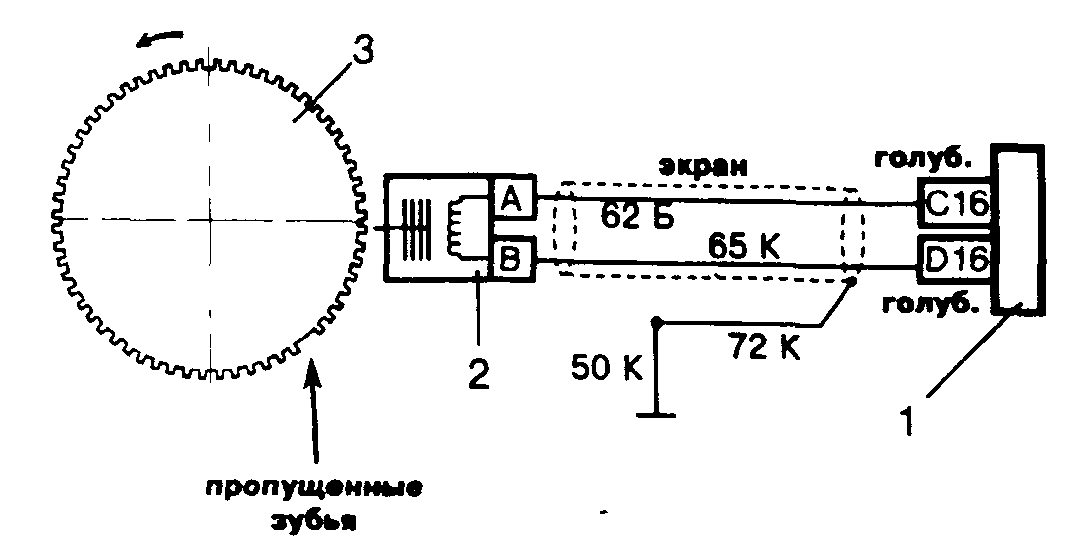 3
экран
голуб.
A
C16
62 Б
65 К
B
D16
голуб.
72 К
2
50 К
1
пропущенные
зубья